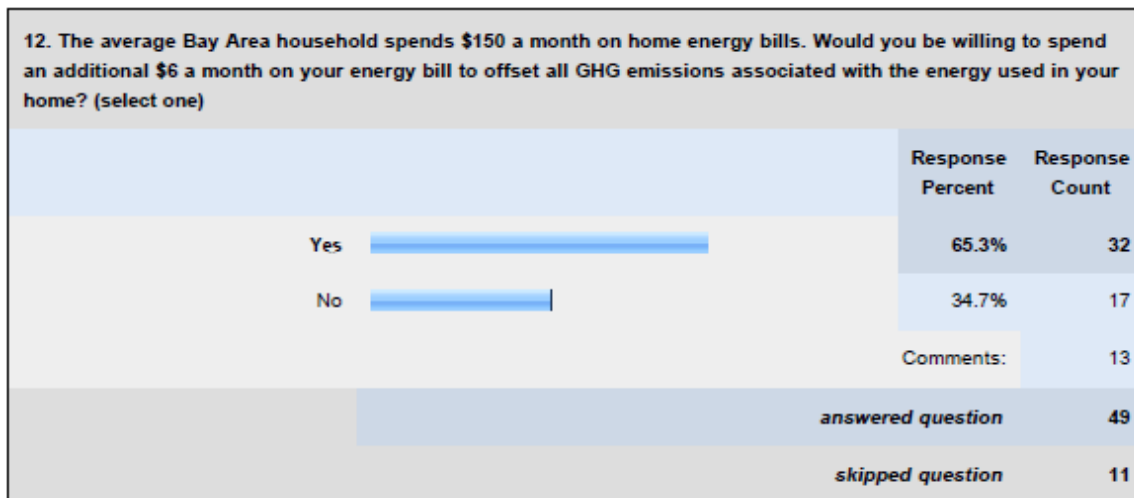 12. The average Bay Area household spends $150 a month on home energy bills. Would you be willing to spend
an additional $6 a month on your energy bill to offset all GHG emissions associated with the energy used in your
home? (select one)
Response Percent
Response Count
Yes 65.3% 32
No 34.7% 17
Comments: 13
answered question 49
skipped question 11